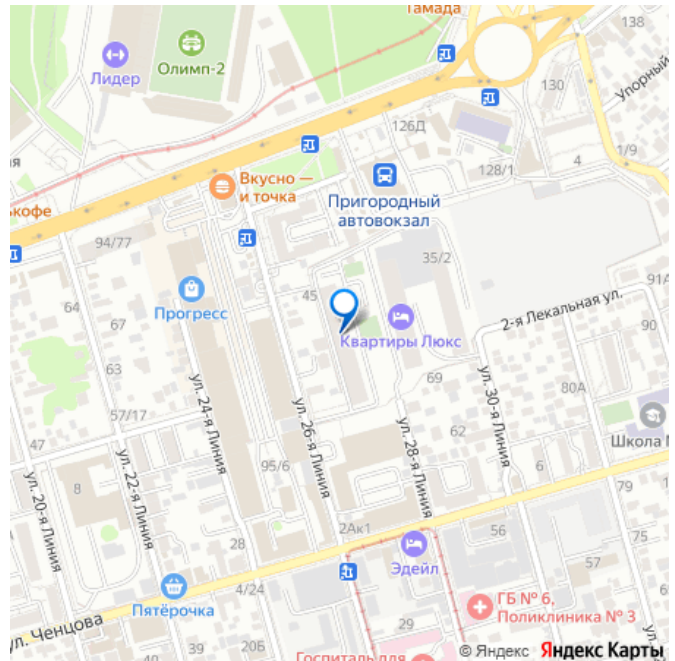 Тамада
138
Лидер
Олимп-2
130
Упорный
126Д
Вкусно —
и точка
128/1
4
1/9
Пригородный
автовокзал
ькофе
94/77
35/2
91А
64
Прогресс
45
2-я Лекальная ул.
67
90
Квартиры Люкс
63
69
80А
57/17
ул. 24-я Линия
ул. 26-я Линия
ул. 28-я Линия
ул. 30-я Линия
62
Школа №
47
95/6
6
79
8
ул. 20-я Линия
ул. 22-я Линия
2Ак1
56
28
Эдейл
57
4/24
Пятёрочка
ГБ № 6,
Поликлиника № 3
29
ул. Ченцова
39
20Б
Госпиталь для
© Яндекс Яндекс Карты